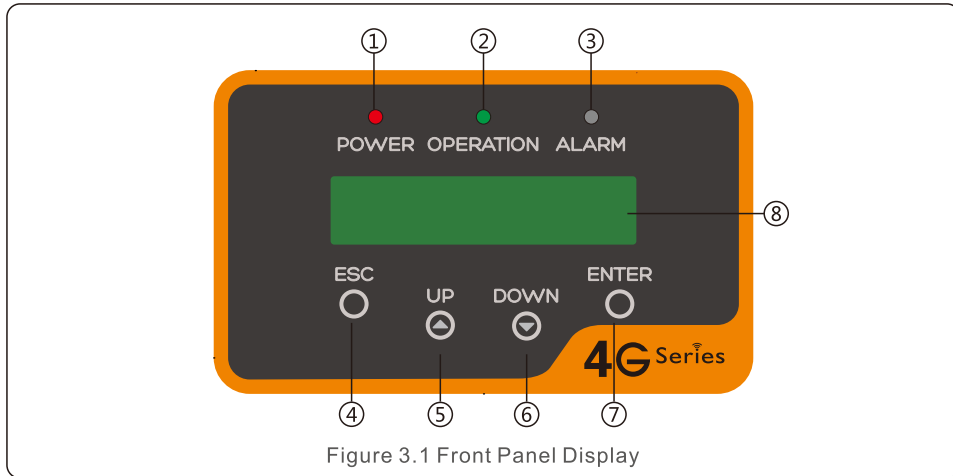 ① ② ③
POWER OPERATION ALARM
⑧
ESC ENTER
UP DOWN
4G Series
④ ⑤ ⑥ ⑦
Figure 3.1 Front Panel Display